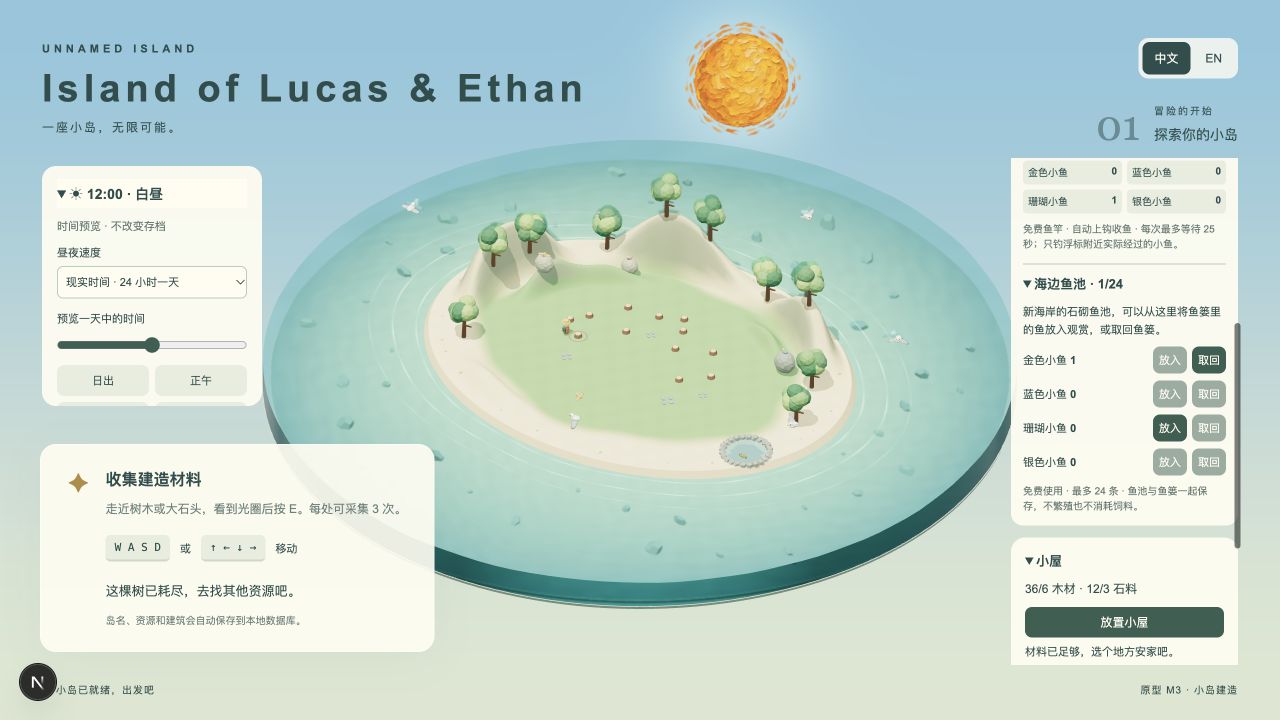 UNNAMED ISLAND
Island of Lucas & Ethan
一座小岛，无限可能。
中文
EN
01
冒险的开始
探索你的小岛
▼☀ 12:00 · 白昼
时间预览 · 不改变存档
昼夜速度
现实时间 · 24 小时一天
预览一天中的时间
日出
正午
收集建造材料
走近树木或大石头，看到光圈后按 E。每处可采集 3 次。
W A S D 或 ↑ ← ↓ → 移动
这棵树已耗尽，去找其他资源吧。
岛名、资源和建筑会自动保存到本地数据库。
N
小岛已就绪，出发吧
金色小鱼 0
蓝色小鱼 0
珊瑚小鱼 1
银色小鱼 0
免费鱼竿 · 自动上钩收鱼 · 每次最多等待 25
秒；只钓浮标附近实际经过的小鱼。
▼海边鱼池 · 1/24
新海岸的石砌鱼池，可以从这里将鱼篓里
的鱼放入观赏，或取回鱼篓。
金色小鱼 1 放入 取回
蓝色小鱼 0 放入 取回
珊瑚小鱼 0 放入 取回
银色小鱼 0 放入 取回
免费使用 · 最多 24 条 · 鱼池与鱼篓一起保
存，不繁殖也不消耗饲料。
▼小屋
36/6 木材 · 12/3 石料
放置小屋
材料已足够，选个地方安家吧。
原型 M3 · 小岛建造